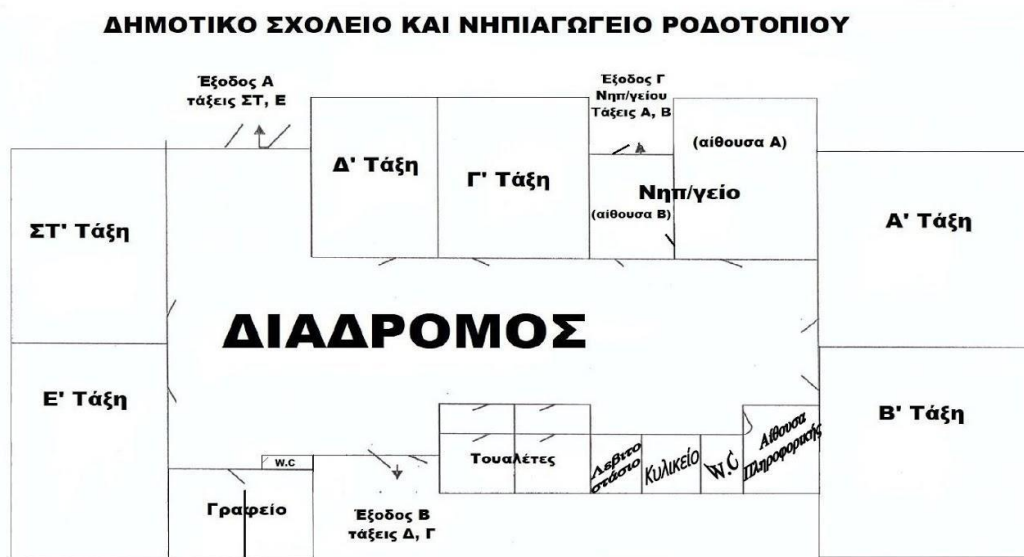 ΔΗΜΟΤΙΚΟ ΣΧΟΛΕΙΟ ΚΑΙ ΝΗΠΙΑΓΩΓΕΙΟ ΡΟΔΟΤΟΠΙΟΥ
Έξοδος Α
τάξεις ΣΤ, Ε
Έξοδος Γ
Νηπ/γείου
Τάξεις Α, Β
Δ' Τάξη
Γ' Τάξη
(αίθουσα Α)
Νηπ/γείο
(αίθουσα Β)
ΣΤ' Τάξη
Α' Τάξη
ΔΙΑΔΡΟΜΟΣ
Ε' Τάξη
Β' Τάξη
W.C
Γραφείο
Έξοδος Β
τάξεις Δ, Γ
Τουαλέτες
Λεβιτο
στάσιο
Κυλικείο
W.C
Αίθουσα
Πληροφορικής